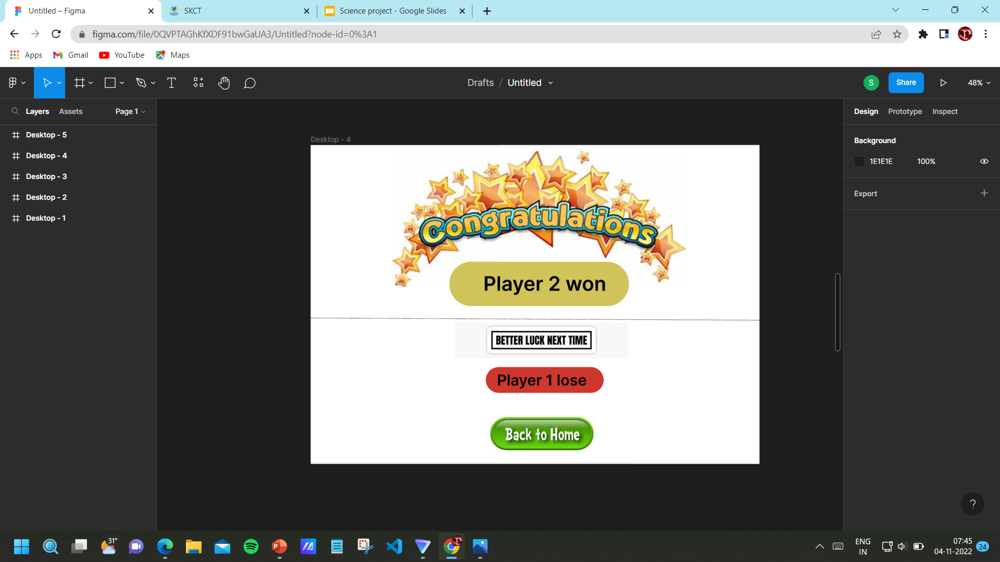 Untitled – Figma
SKCT
Science project - Google Slides
figma.com/file/0QVPTAGhKfXDF91bwGaUA3/Untitled?node-id=0%3A1
Apps
Gmail
YouTube
Maps
Drafts / Untitled
S
Share
48%
Layers
Assets
Page 1
Design
Prototype
Inspect
Desktop - 5
Desktop - 4
Desktop - 3
Desktop - 2
Desktop - 1
Background
1E1E1E
100%
Export
Desktop - 4
Congratulations
Player 2 won
BETTER LUCK NEXT TIME
Player 1 lose
Back to Home
?
31°
ENG
IN
07:45
04-11-2022
24